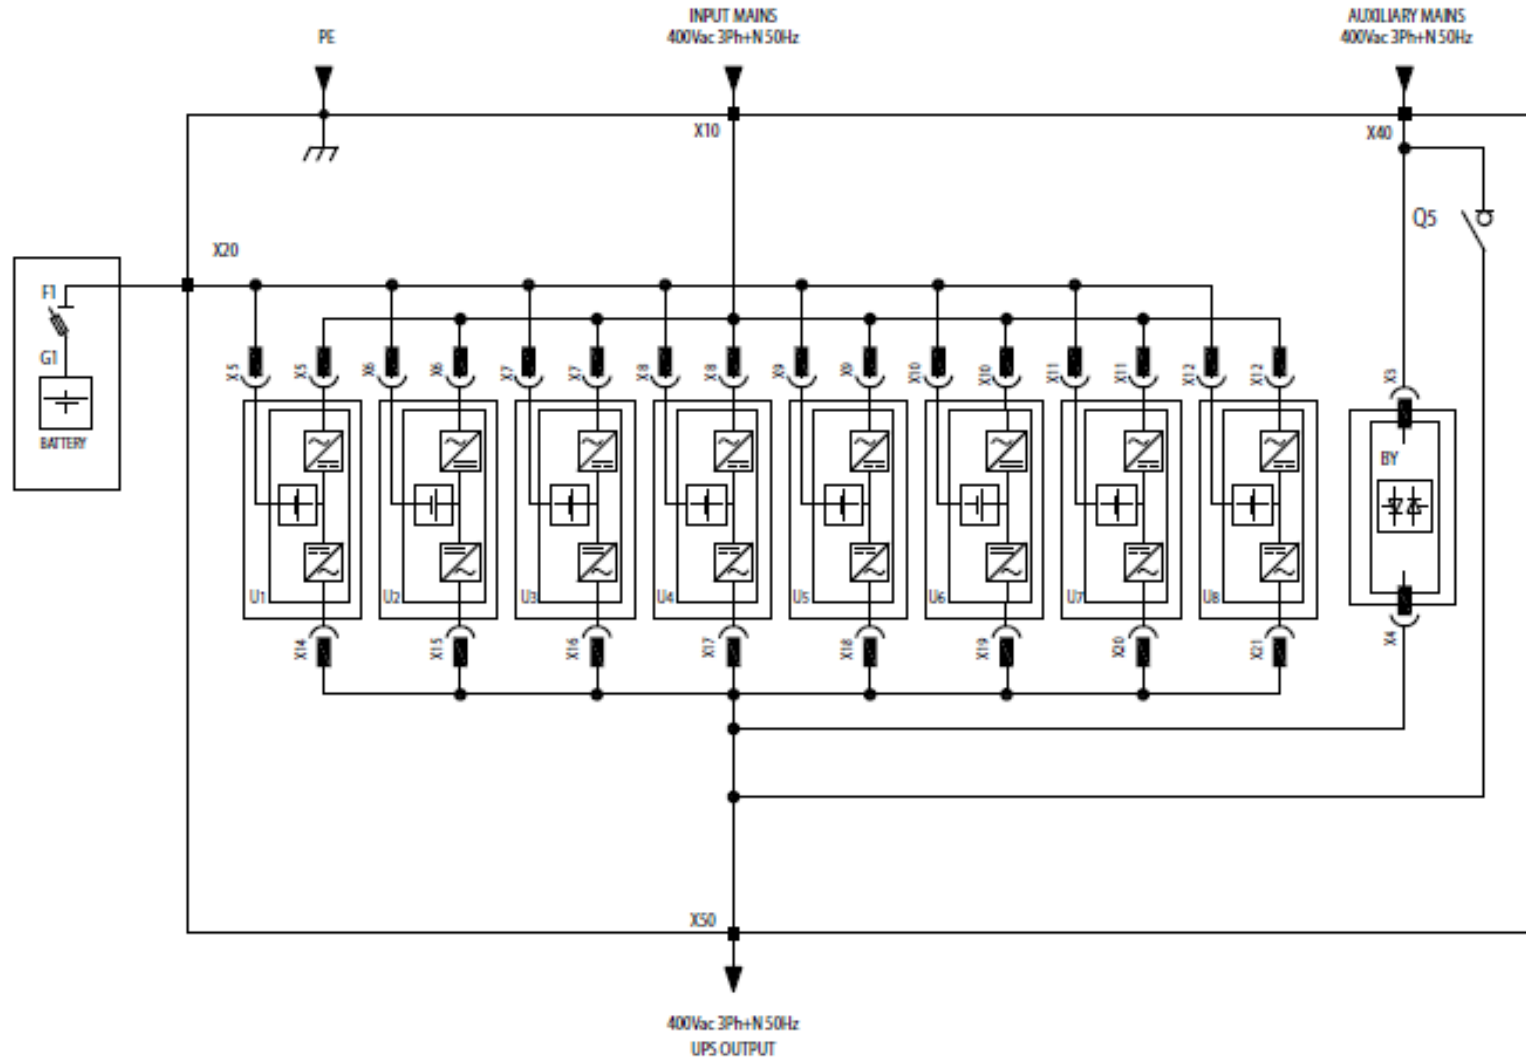 INPUT MAINS
400Vac 3Ph+N 50Hz
AUXILIARY MAINS
400Vac 3Ph+N 50Hz
PE
X10
X40
Q5
X20
F1
G1
BATTERY
X5 X5 X6 X6 X7 X7 X8 X8 X9 X9 X10 X10 X11 X11 X12 X12 X3
BY
U1 U2 U3 U4 U5 U6 U7 U8
X14 X15 X16 X17 X18 X19 X20 X21 X4
X50
400Vac 3Ph+N 50Hz
UPS OUTPUT